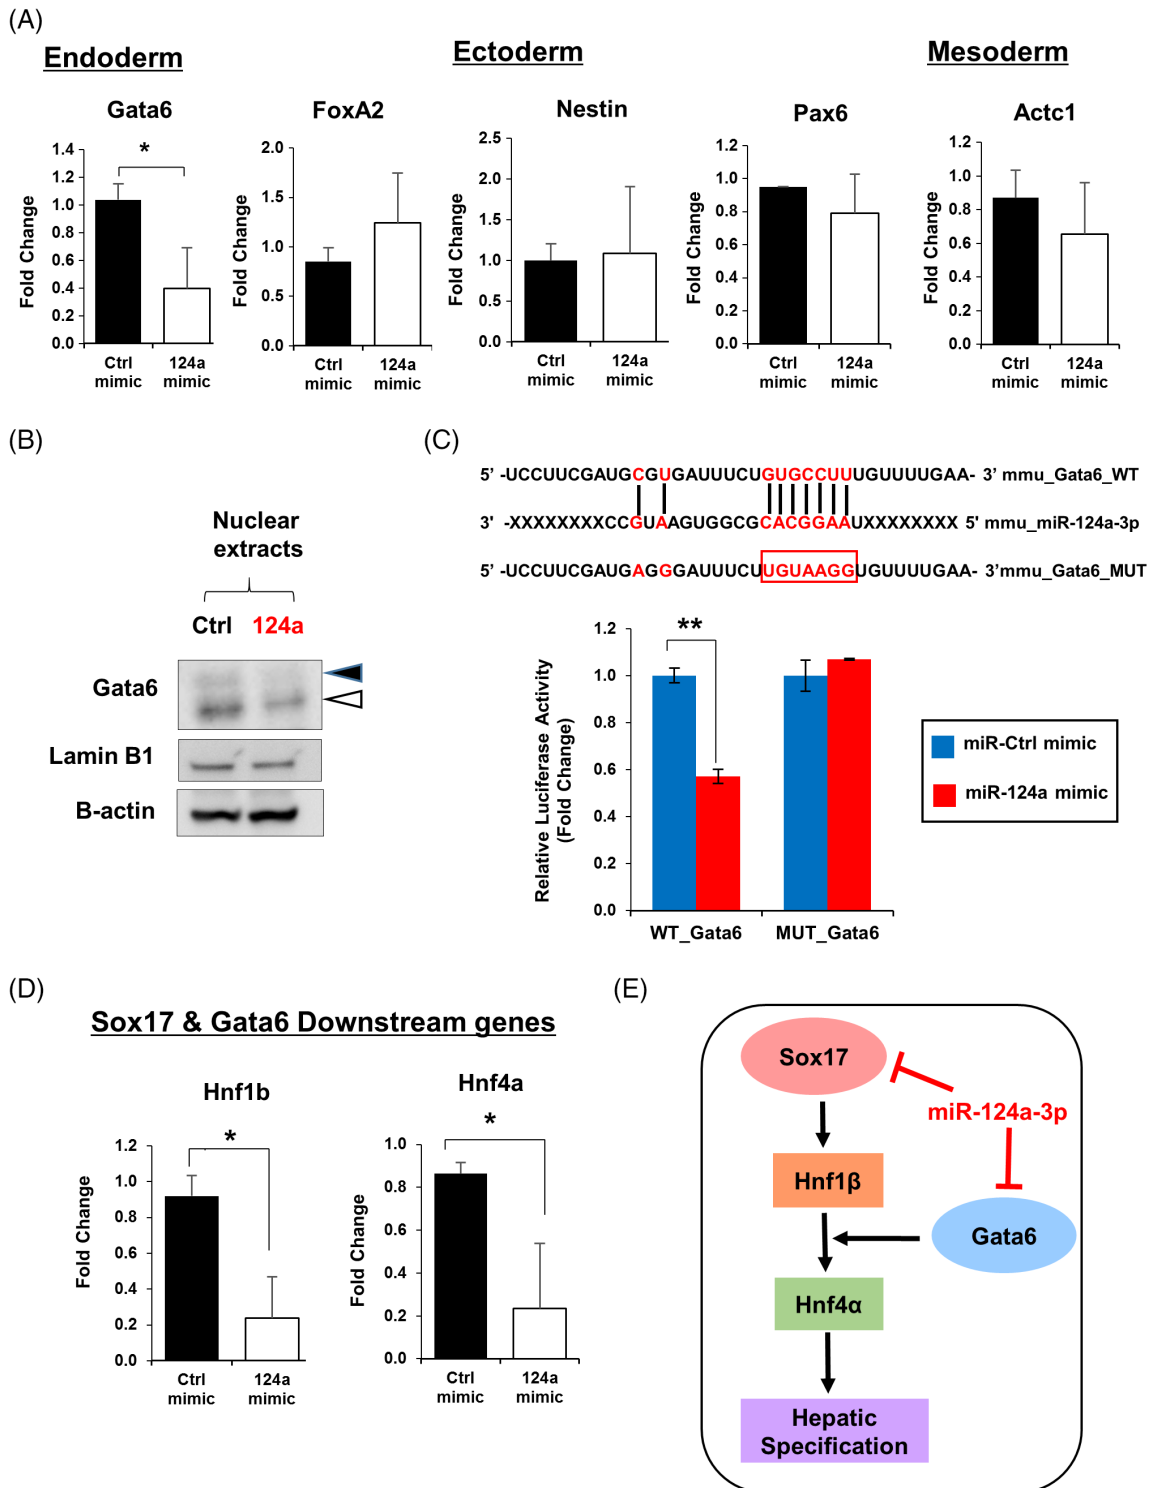 (A)
Endoderm
Ectoderm
Mesoderm
Gata6
FoxA2
Nestin
Pax6
Actc1
Fold Change
1.4
1.2
1.0
0.8
0.6
0.4
0.2
0.0
*
Ctrl mimic
124a mimic
Fold Change
2.0
1.5
1.0
0.5
0.0
Ctrl mimic
124a mimic
Fold Change
2.5
2.0
1.5
1.0
0.5
0.0
Ctrl mimic
124a mimic
Fold Change
1.2
1.0
0.8
0.6
0.4
0.2
0.0
Ctrl mimic
124a mimic
Fold Change
1.2
1.0
0.8
0.6
0.4
0.2
0.0
Ctrl mimic
124a mimic
(B)
Nuclear
extracts
Ctrl 124a
Gata6
Lamin B1
B-actin
(C)
5' -UCCUUCGAUGCGUGAUUUCUGUGCCUUUGUUUUGAA- 3' mmu_Gata6_WT
3' -XXXXXXXXCCGUAAGUGGCGCACGGAAUXXXXXXXX 5' mmu_miR-124a-3p
5' -UCCUUCGAUGAGGGAUUUCUUGUAAGGUGUUUUGAA- 3'mmu_Gata6_MUT
Relative Luciferase Activity
(Fold Change)
1.2
1.0
0.8
0.6
0.4
0.2
0.0
**
WT_Gata6
MUT_Gata6
miR-Ctrl mimic
miR-124a mimic
(D)
Sox17 & Gata6 Downstream genes
Hnf1b
Hnf4a
Fold Change
1.2
1.0
0.8
0.6
0.4
0.2
0.0
*
Ctrl mimic
124a mimic
Fold Change
1.0
0.8
0.6
0.4
0.2
0.0
*
Ctrl mimic
124a mimic
(E)
Sox17
miR-124a-3p
Hnf1β
Gata6
Hnf4α
Hepatic
Specification